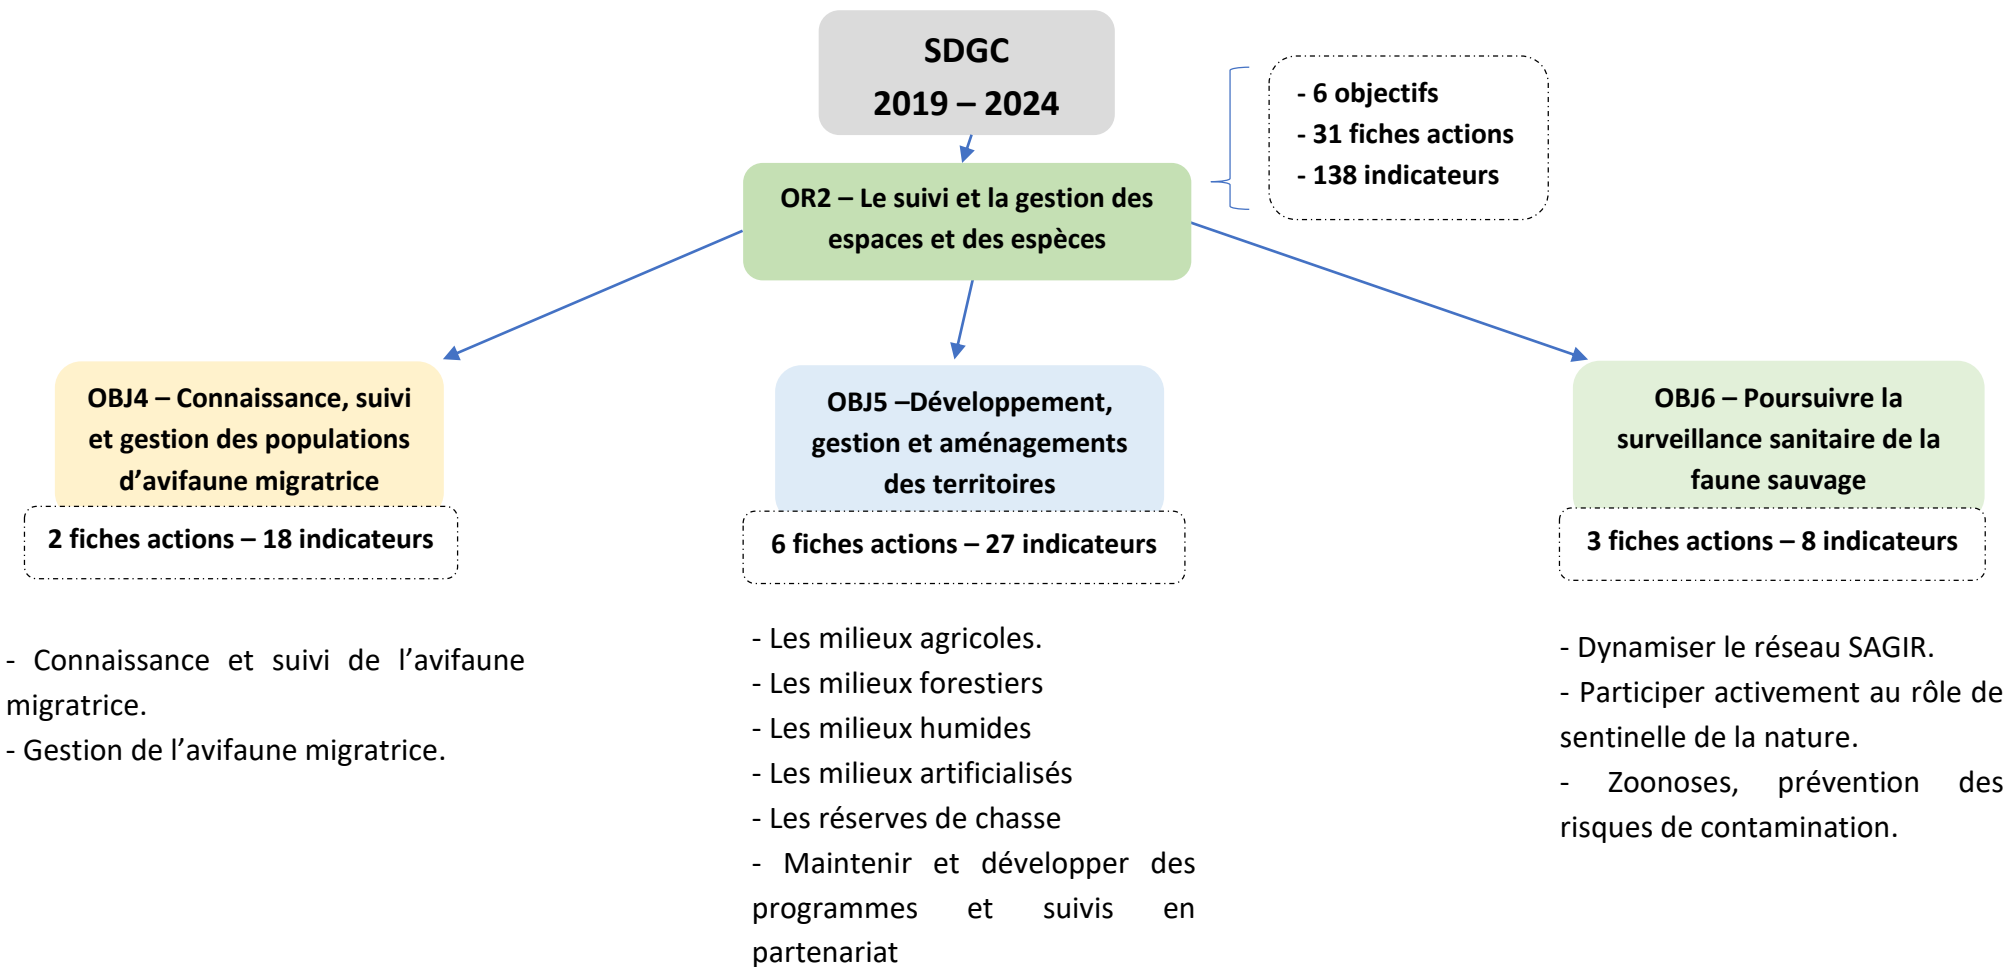 SDGC
2019 – 2024
- 6 objectifs
- 31 fiches actions
- 138 indicateurs
OR2 – Le suivi et la gestion des
espaces et des espèces
OBJ4 – Connaissance, suivi
et gestion des populations
d’avifaune migratrice
2 fiches actions – 18 indicateurs
- Connaissance et suivi de l’avifaune
migratrice.
- Gestion de l’avifaune migratrice.
OBJ5 –Développement,
gestion et aménagements
des territoires
6 fiches actions – 27 indicateurs
- Les milieux agricoles.
- Les milieux forestiers
- Les milieux humides
- Les milieux artificialisés
- Les réserves de chasse
- Maintenir et développer des
programmes et suivis en
partenariat
OBJ6 – Poursuivre la
surveillance sanitaire de la
faune sauvage
3 fiches actions – 8 indicateurs
- Dynamiser le réseau SAGIR.
- Participer activement au rôle de
sentinelle de la nature.
- Zoonoses, prévention des
risques de contamination.